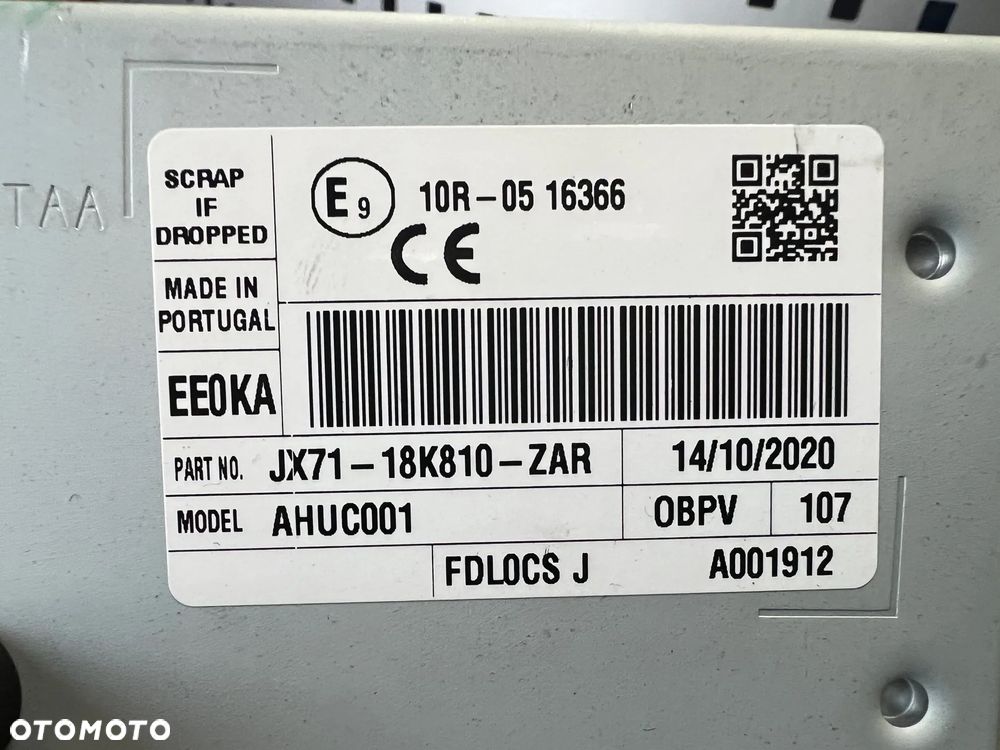 TAA
SCRAP
IF
DROPPED
E9 10R-05 16366
CE
MADE IN
PORTUGAL
EE0KA
PART NO. JX71-18K810-ZAR 14/10/2020
MODEL AHUC001 OBPV 107
FDL0CS J A001912
OTOMOTO